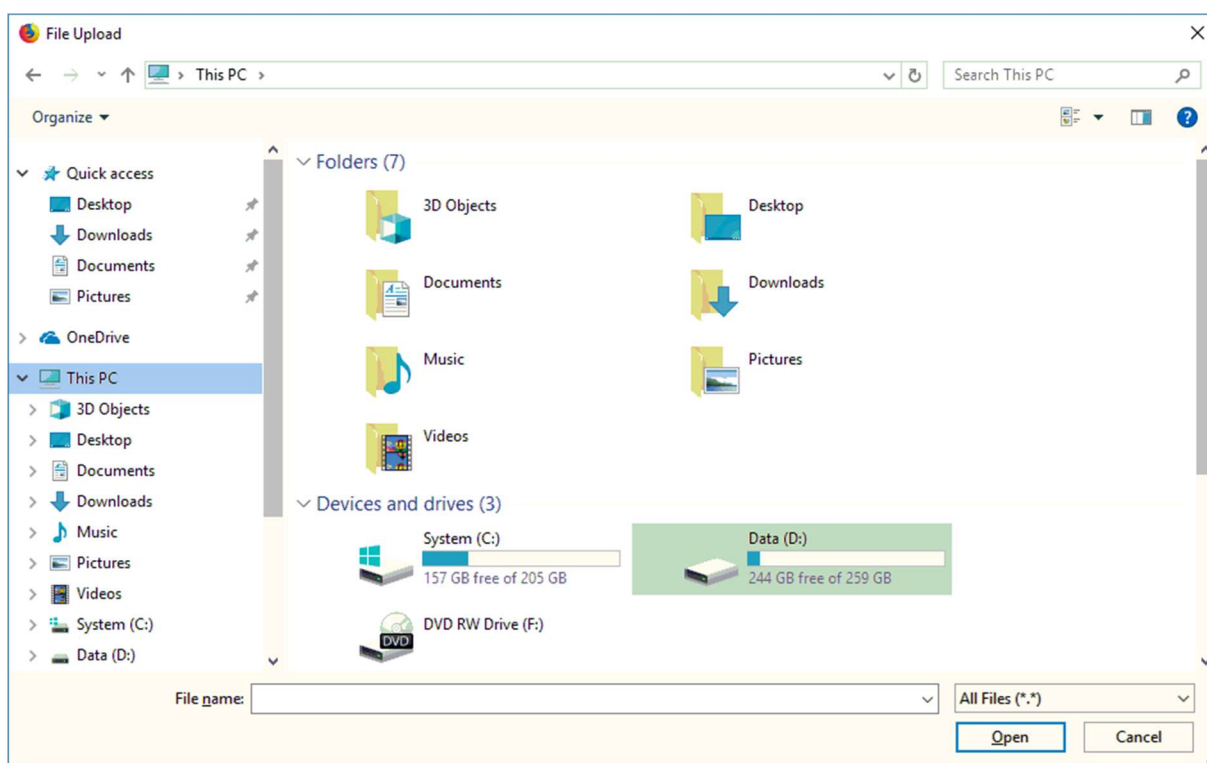 File Upload
This PC
Search This PC
Organize
Quick access
Desktop
Downloads
Documents
Pictures
OneDrive
This PC
3D Objects
Desktop
Documents
Downloads
Music
Pictures
Videos
System (C:)
Data (D:)
Folders (7)
3D Objects
Desktop
Documents
Downloads
Music
Pictures
Videos
Devices and drives (3)
System (C:)
157 GB free of 205 GB
Data (D:)
244 GB free of 259 GB
DVD RW Drive (F:)
DVD
File name:
All Files (*.*)
Open
Cancel